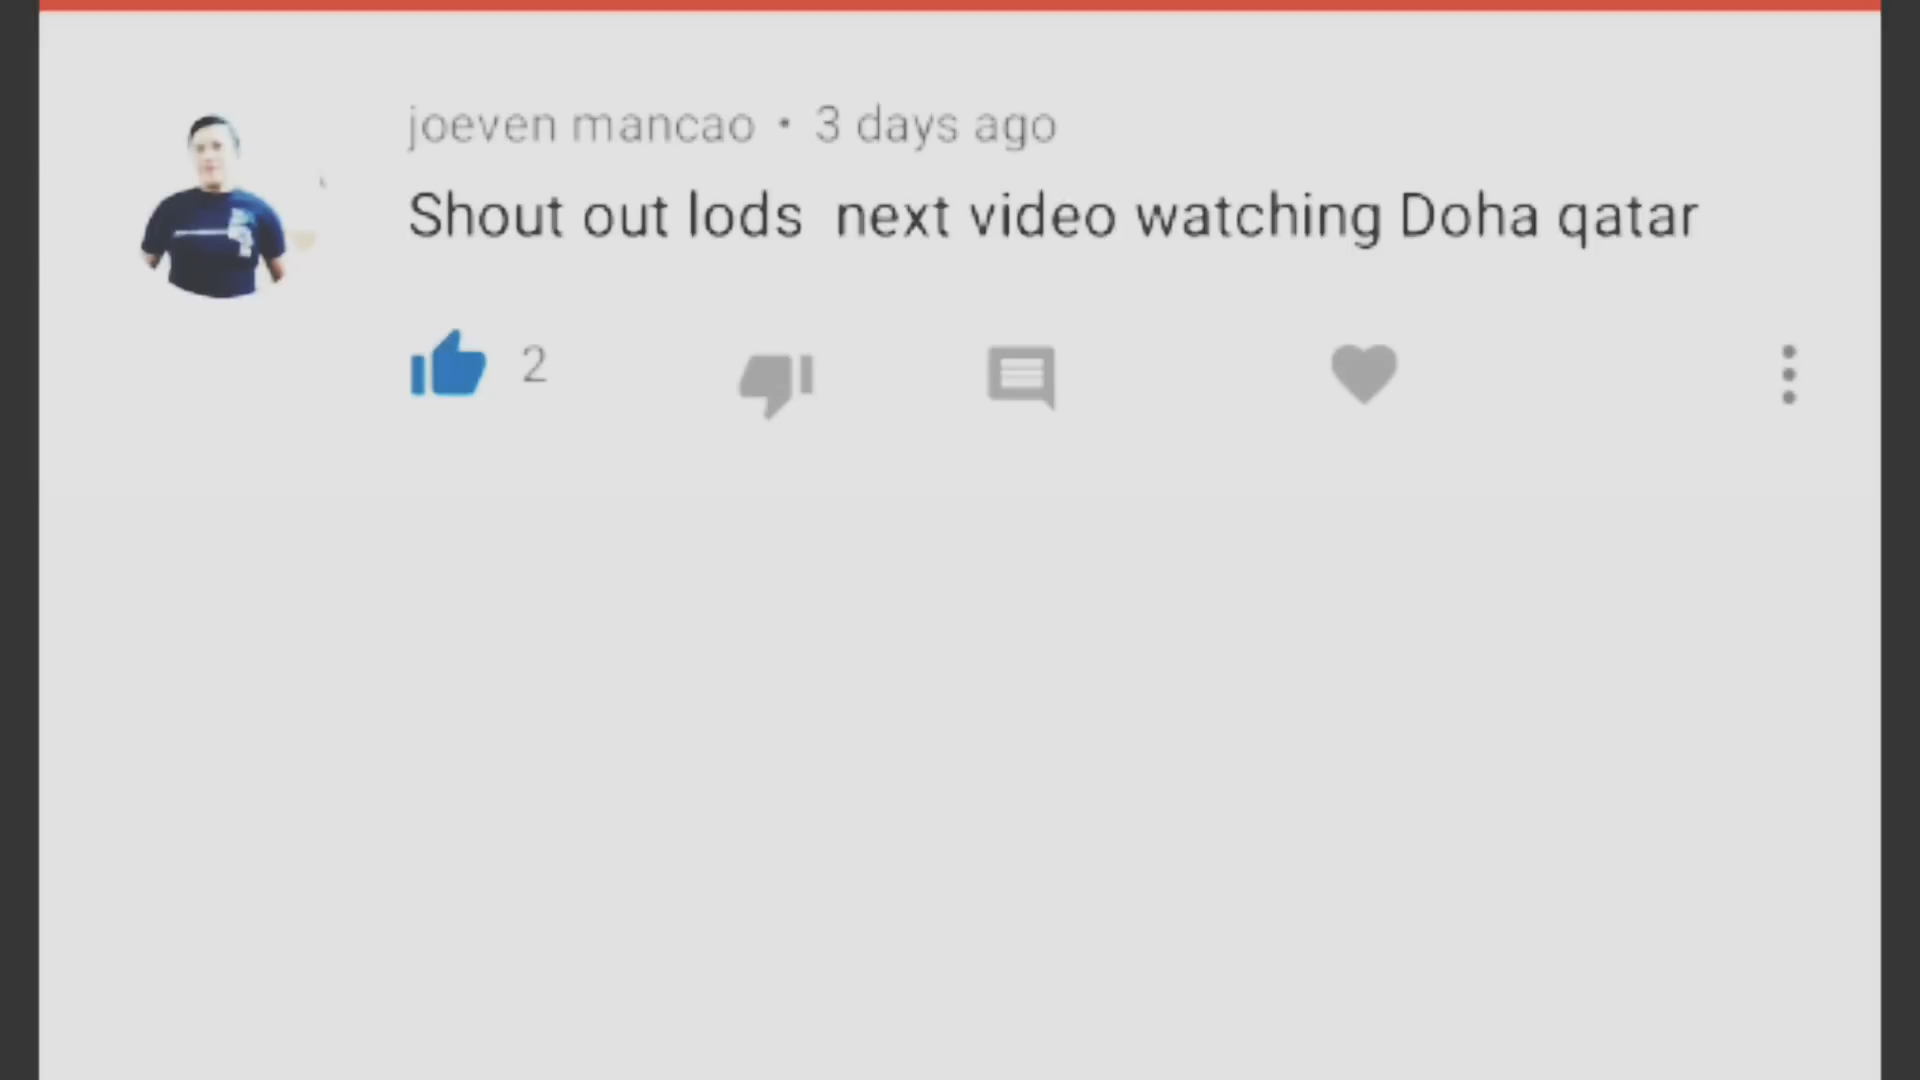 joeven mancao • 3 days ago
Shout out lods next video watching Doha qatar
2